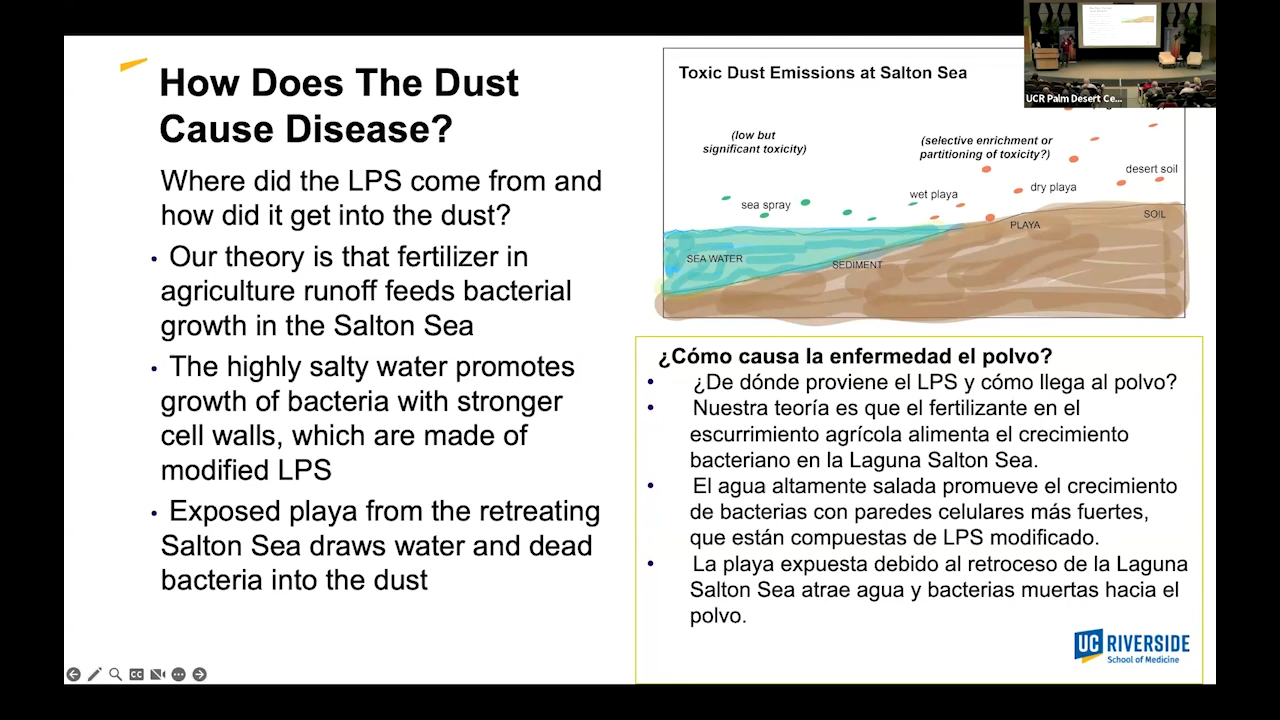 How Does The Dust
Cause Disease?
Where did the LPS come from and
how did it get into the dust?
• Our theory is that fertilizer in
agriculture runoff feeds bacterial
growth in the Salton Sea
• The highly salty water promotes
growth of bacteria with stronger
cell walls, which are made of
modified LPS
• Exposed playa from the retreating
Salton Sea draws water and dead
bacteria into the dust
Toxic Dust Emissions at Salton Sea
UCR Palm Desert Ce...
(low but
significant toxicity)
(selective enrichment or
partitioning of toxicity?)
desert soil
dry playa
wet playa
sea spray
SOIL
PLAYA
SEA WATER
SEDIMENT
¿Cómo causa la enfermedad el polvo?
• ¿De dónde proviene el LPS y cómo llega al polvo?
• Nuestra teoría es que el fertilizante en el
escurrimiento agrícola alimenta el crecimiento
bacteriano en la Laguna Salton Sea.
• El agua altamente salada promueve el crecimiento
de bacterias con paredes celulares más fuertes,
que están compuestas de LPS modificado.
• La playa expuesta debido al retroceso de la Laguna
Salton Sea atrae agua y bacterias muertas hacia el
polvo.
UC RIVERSIDE
School of Medicine
CC